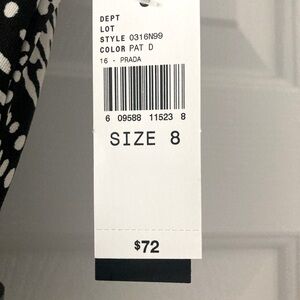 DEPT
LOT
STYLE 0316N99
COLOR PAT D
16 - PRADA
6 09588 11523 8
SIZE 8
$72